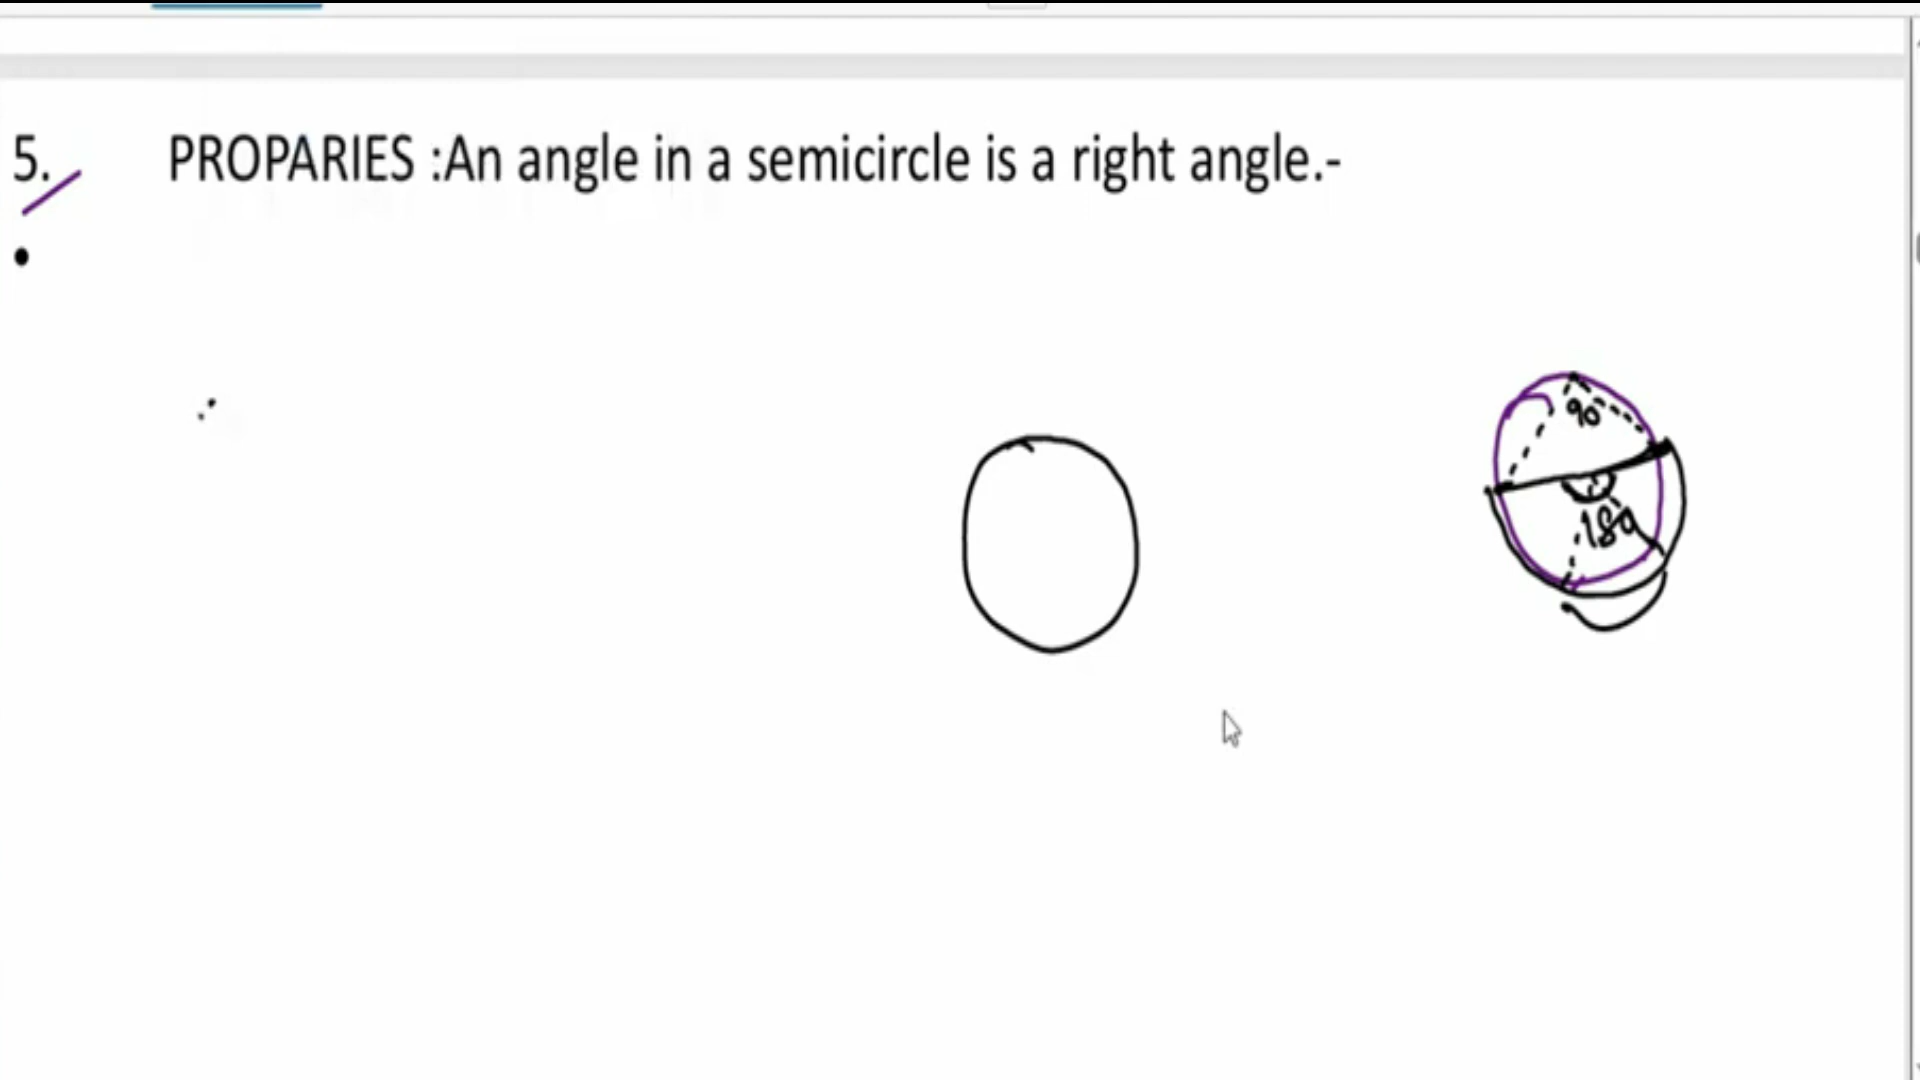 5. PROPARIES :An angle in a semicircle is a right angle.-
•
90
180